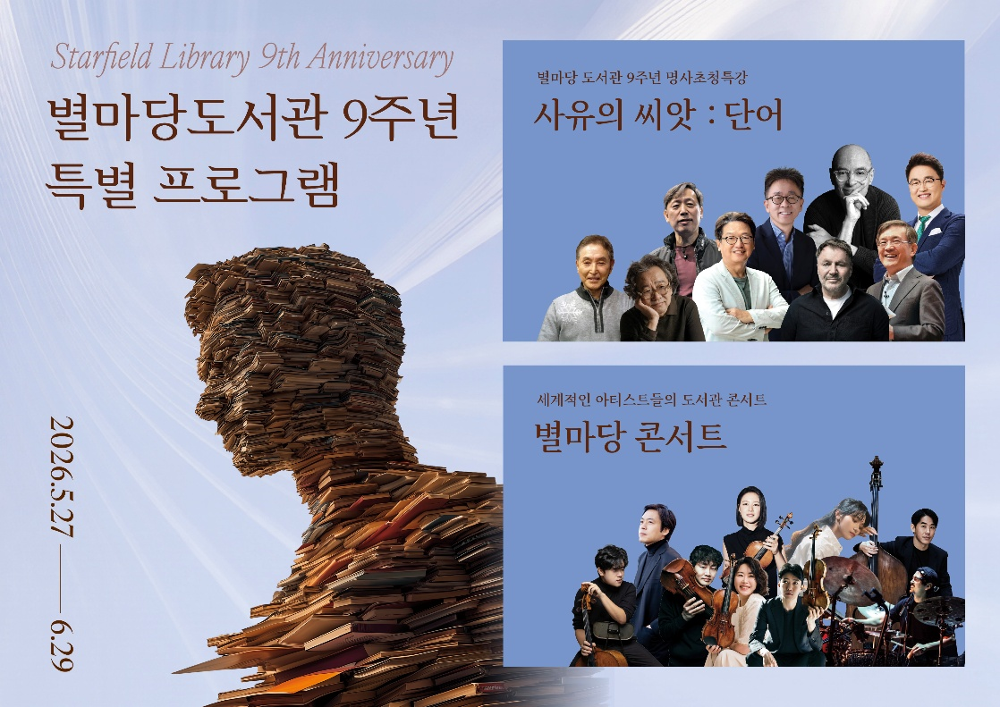 Starfield Library 9th Anniversary
별마당도서관 9주년
특별 프로그램
2026.5.27 — 6.29
별마당 도서관 9주년 명사초청특강
사유의 씨앗 : 단어
세계적인 아티스트들의 도서관 콘서트
별마당 콘서트